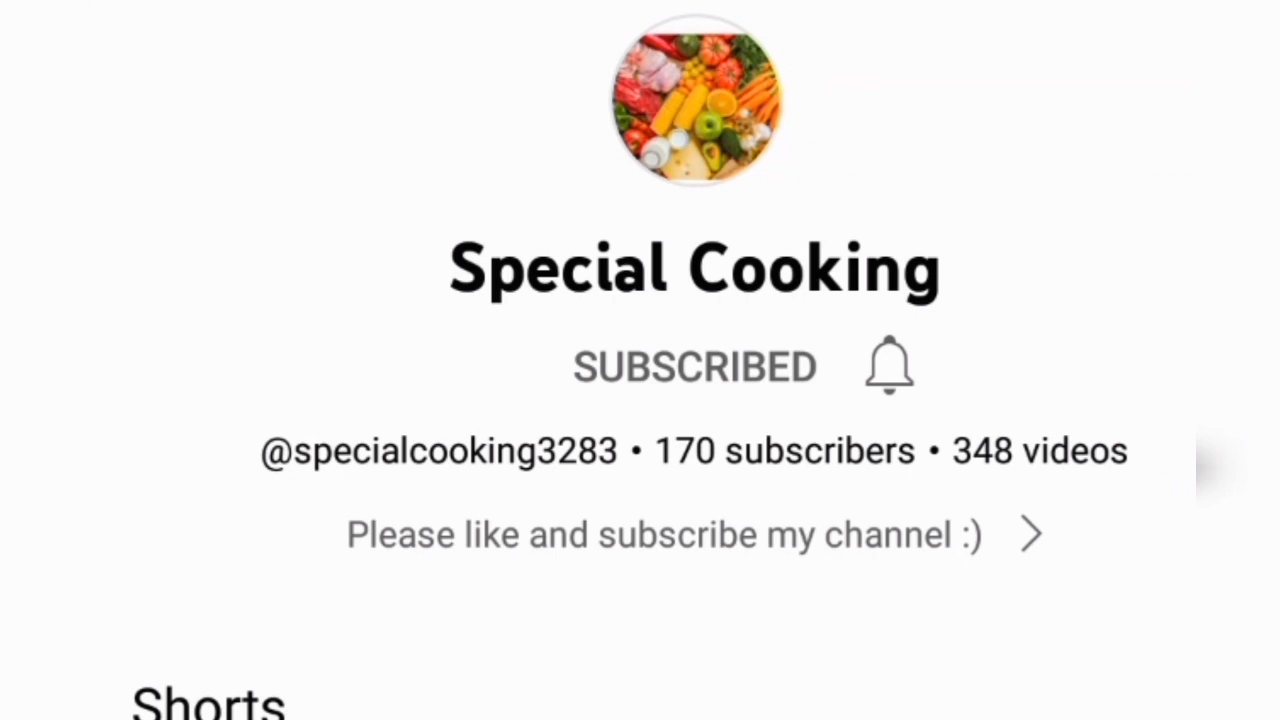 Special Cooking
SUBSCRIBED
@specialcooking3283 • 170 subscribers • 348 videos
Please like and subscribe my channel :)
Shorts